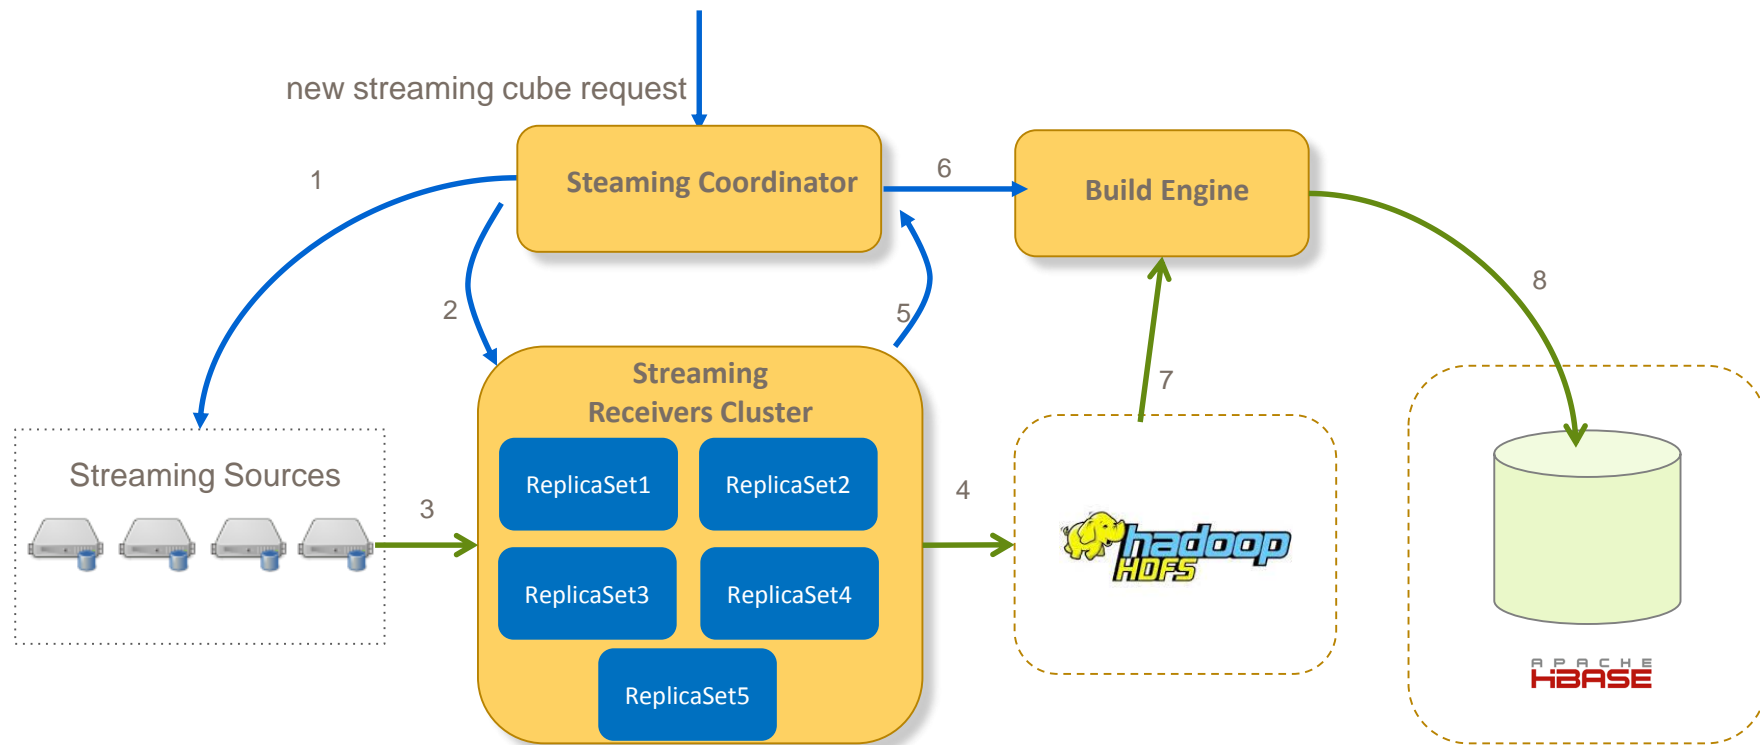 new streaming cube request
1
Steaming Coordinator
6
Build Engine
2
5
8
Streaming
Receivers Cluster
7
Streaming Sources
3
ReplicaSet1
ReplicaSet2
4
hadoop
HDFS
ReplicaSet3
ReplicaSet4
ReplicaSet5
APACHE
HBASE